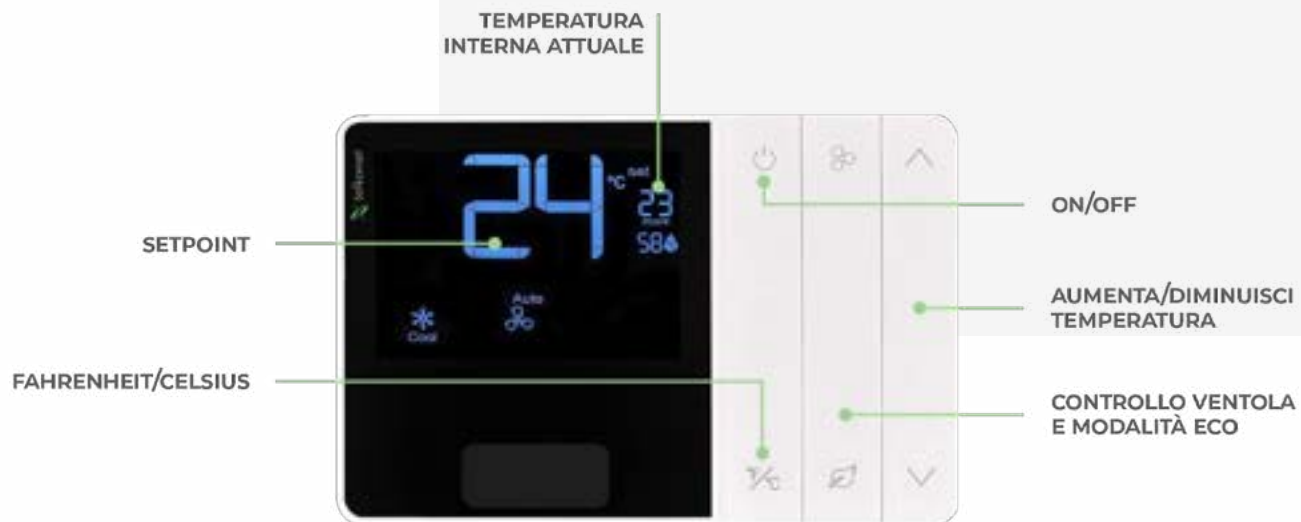 TEMPERATURA
INTERNA ATTUALE
24 °C set
23
room
58
SETPOINT
Auto
Cool
FAHRENHEIT/CELSIUS
°F/°C
ON/OFF
AUMENTA/DIMINUISCI
TEMPERATURA
CONTROLLO VENTOLA
E MODALITÀ ECO